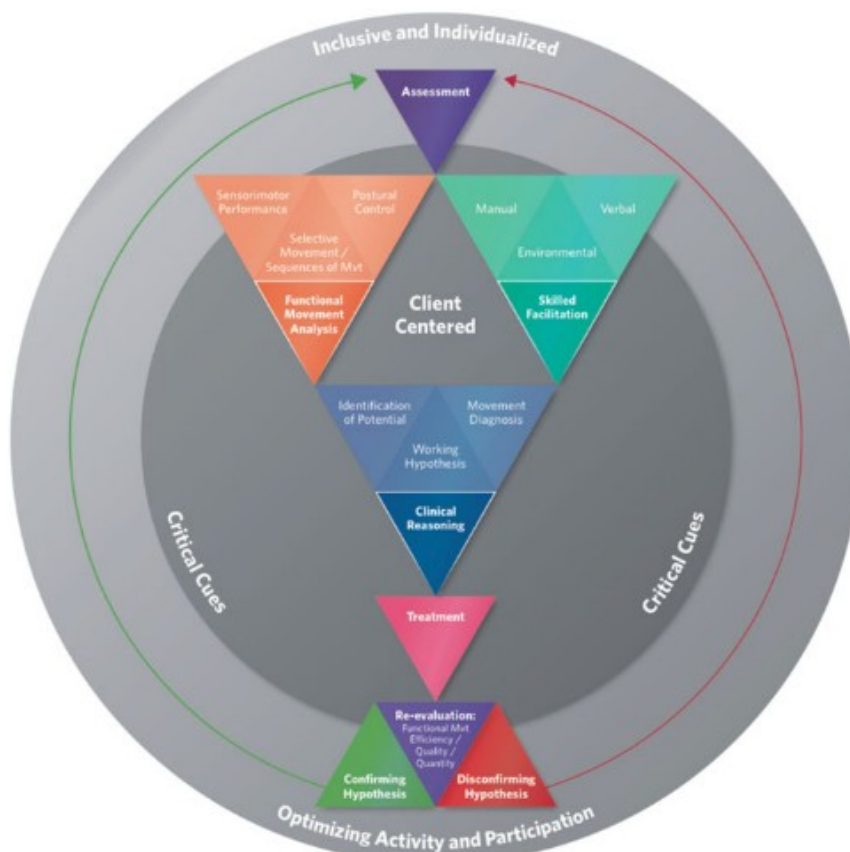 Inclusive and Individualized
Assessment
Sensorimotor
Performance
Postural
Control
Selective
Movement /
Sequences of Mvt
Functional
Movement
Analysis
Manual
Verbal
Environmental
Skilled
Facilitation
Client
Centered
Identification
of Potential
Movement
Diagnosis
Working
Hypothesis
Clinical
Reasoning
Critical Cues
Critical Cues
Treatment
Re-evaluation:
Functional Mvt
Efficiency /
Quality /
Quantity
Confirming
Hypothesis
Disconfirming
Hypothesis
Optimizing Activity and Participation